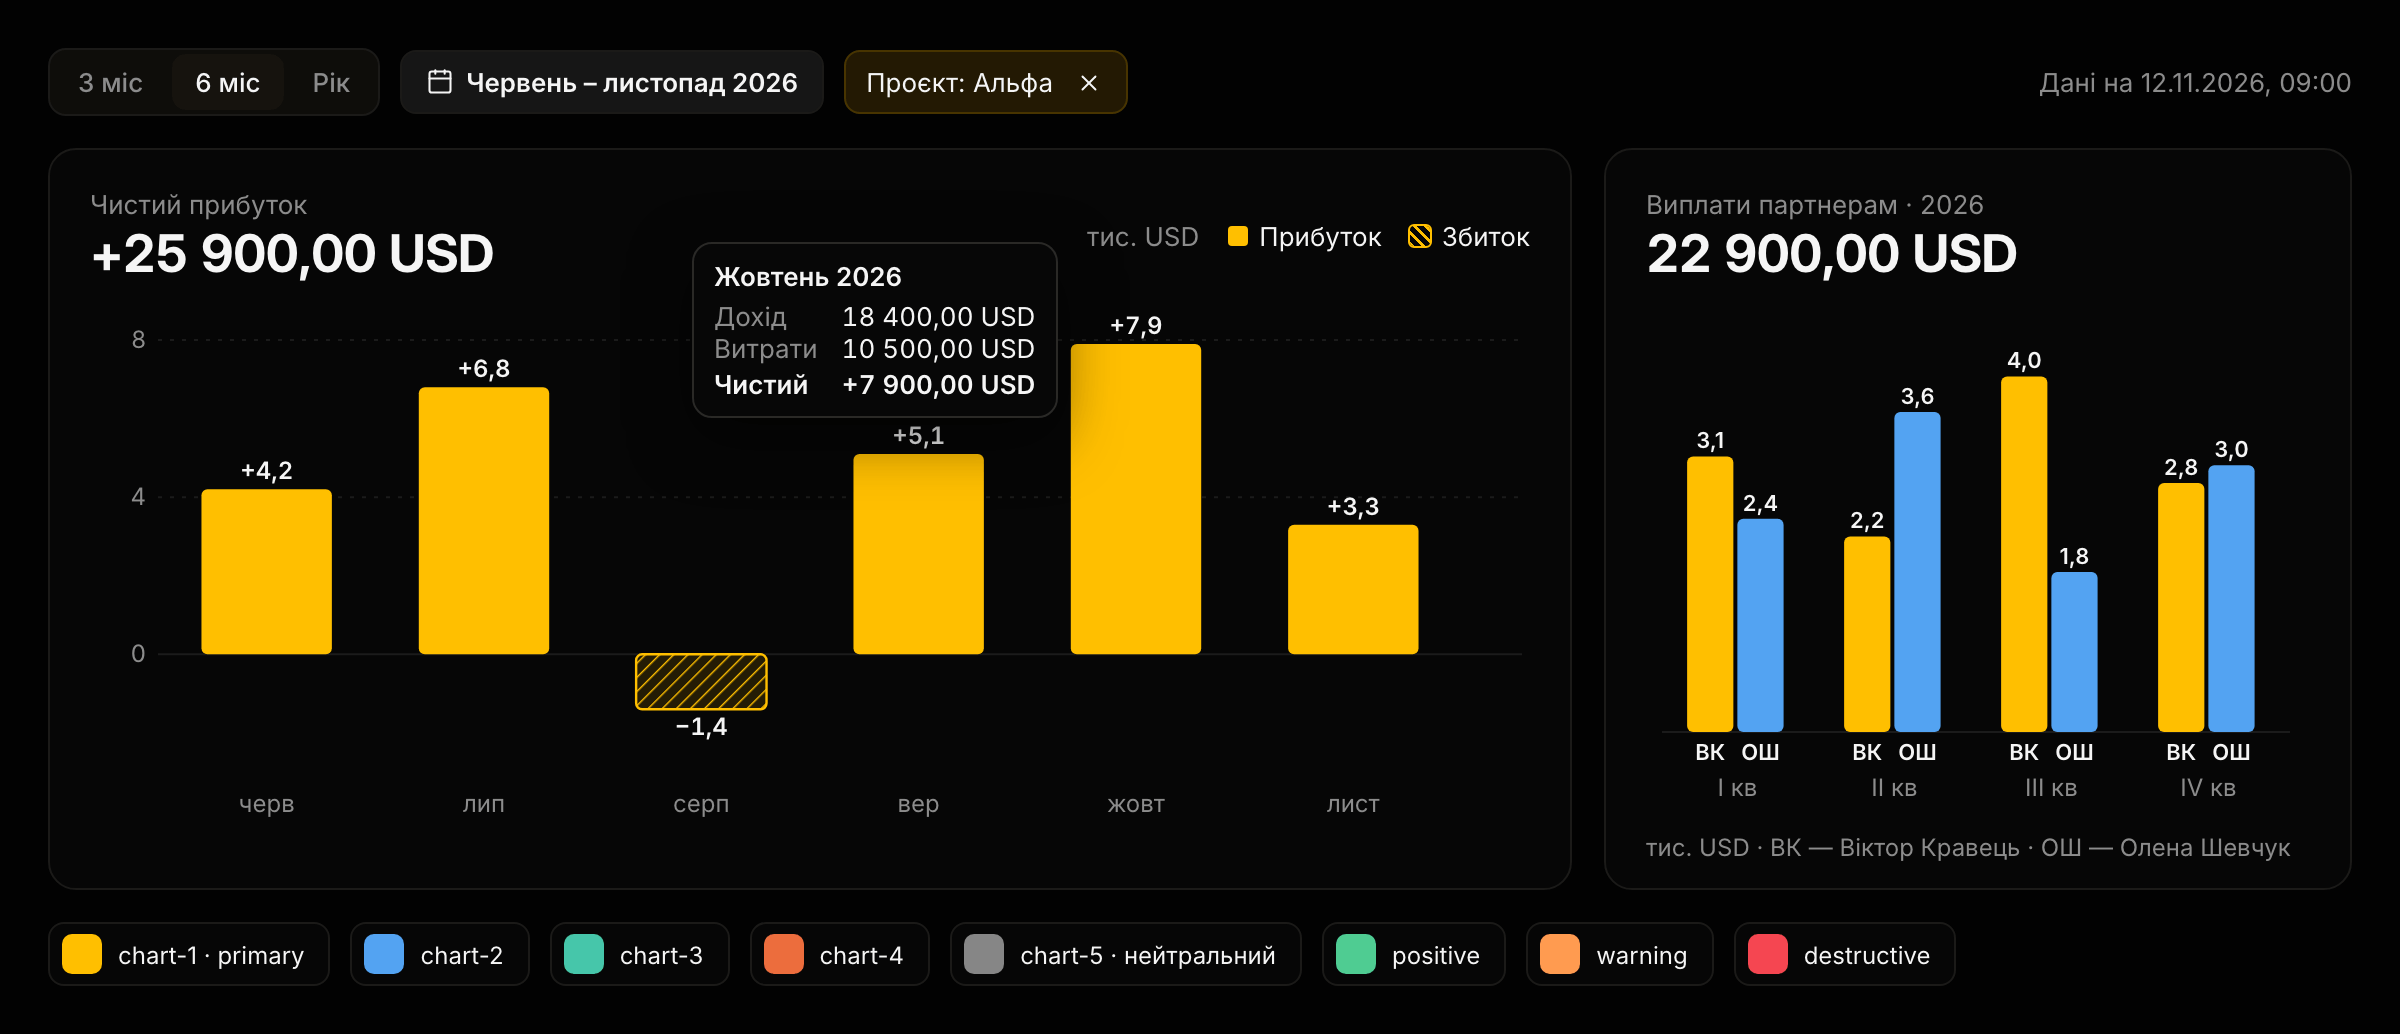 3 міс 6 міс Рік Червень – листопад 2026 Проєкт: Альфа Дані на 12.11.2026, 09:00
Чистий прибуток
+25 900,00 USD
тис. USD Прибуток Збиток
Жовтень 2026
Дохід 18 400,00 USD
Витрати 10 500,00 USD
Чистий +7 900,00 USD
8
4
0
+4,2
+6,8
−1,4
+5,1
+7,9
+3,3
черв лип серп вер жовт лист
Виплати партнерам · 2026
22 900,00 USD
3,1 2,4 2,2 3,6 4,0 1,8 2,8 3,0
ВК ОШ ВК ОШ ВК ОШ ВК ОШ
I кв II кв III кв IV кв
тис. USD · ВК — Віктор Кравець · ОШ — Олена Шевчук
chart-1 · primary chart-2 chart-3 chart-4 chart-5 · нейтральний positive warning destructive